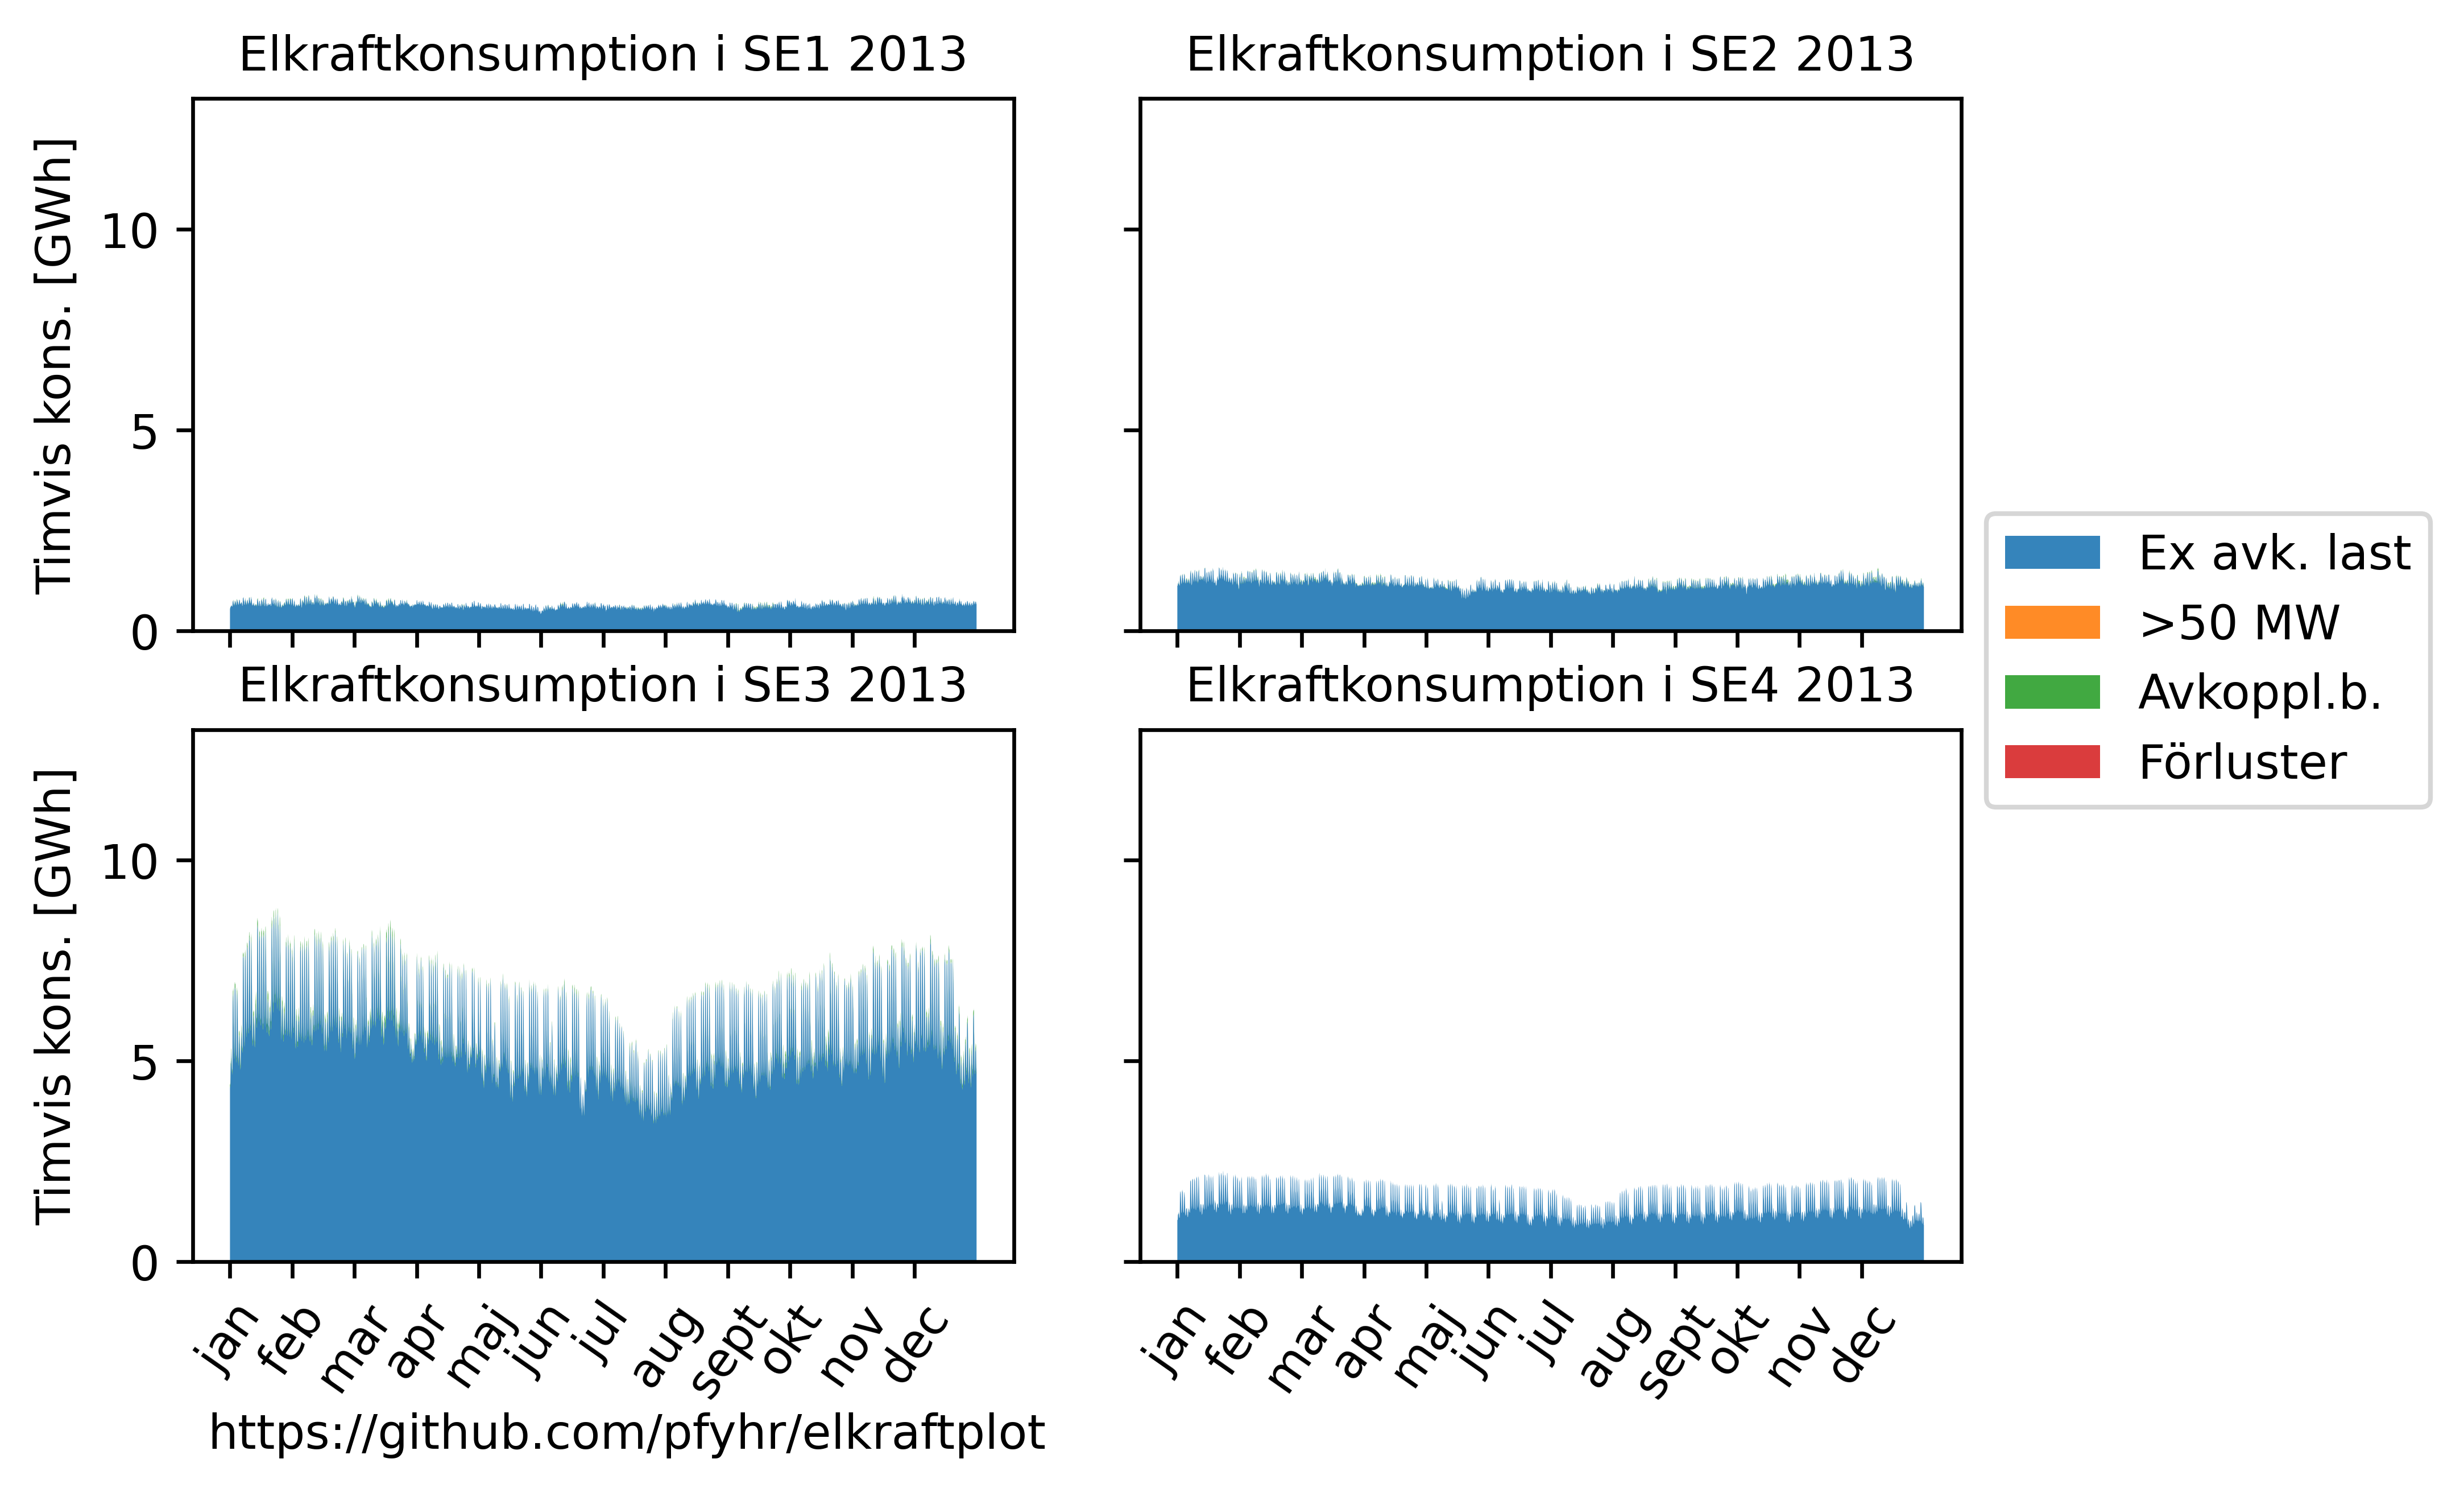 Elkraftkonsumption i SE1 2013
Elkraftkonsumption i SE2 2013
Timvis kons. [GWh]
10
5
0
Ex avk. last
>50 MW
Avkoppl.b.
Förluster
Elkraftkonsumption i SE3 2013
Elkraftkonsumption i SE4 2013
Timvis kons. [GWh]
10
5
0
jan
feb
mar
apr
maj
jun
jul
aug
sept
okt
nov
dec
jan
feb
mar
apr
maj
jun
jul
aug
sept
okt
nov
dec
https://github.com/pfyhr/elkraftplot